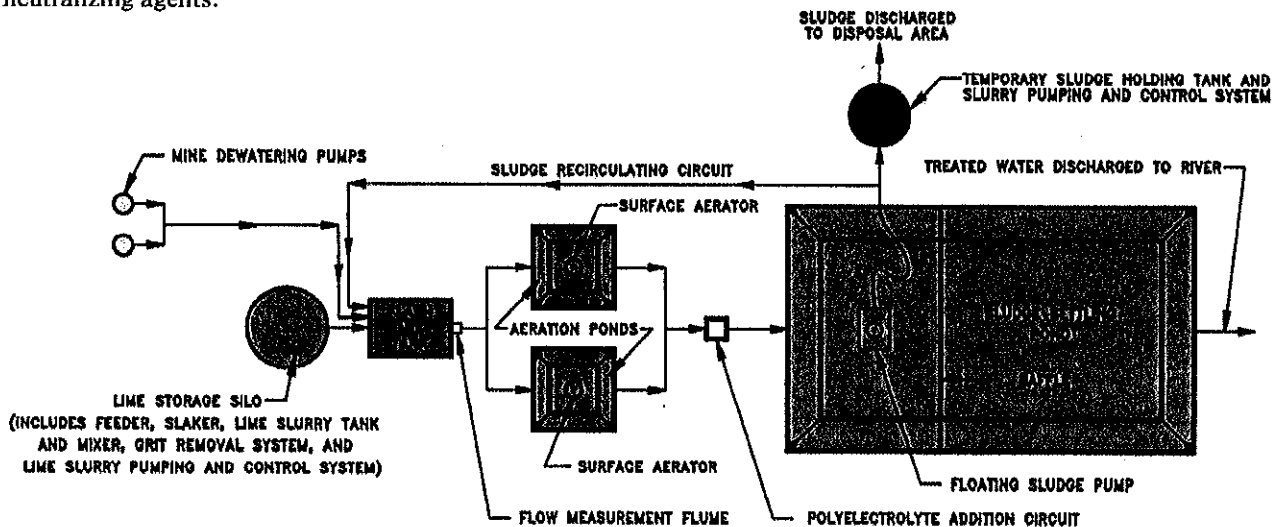 neutralizing agents.
SLUDGE DISCHARGED
TO DISPOSAL AREA
TEMPORARY SLUDGE HOLDING TANK AND
SLURRY PUMPING AND CONTROL SYSTEM
MINE DEWATERING PUMPS
SLUDGE RECIRCULATING CIRCUIT
TREATED WATER DISCHARGED TO RIVER
SURFACE AERATOR
AERATION PONDS
LIME STORAGE SILO
(INCLUDES FEEDER, SLAKER, LIME SLURRY TANK
AND MIXER, GRIT REMOVAL SYSTEM, AND
LIME SLURRY PUMPING AND CONTROL SYSTEM)
SURFACE AERATOR
FLOATING SLUDGE PUMP
FLOW MEASUREMENT FLUME
POLYELECTROLYTE ADDITION CIRCUIT